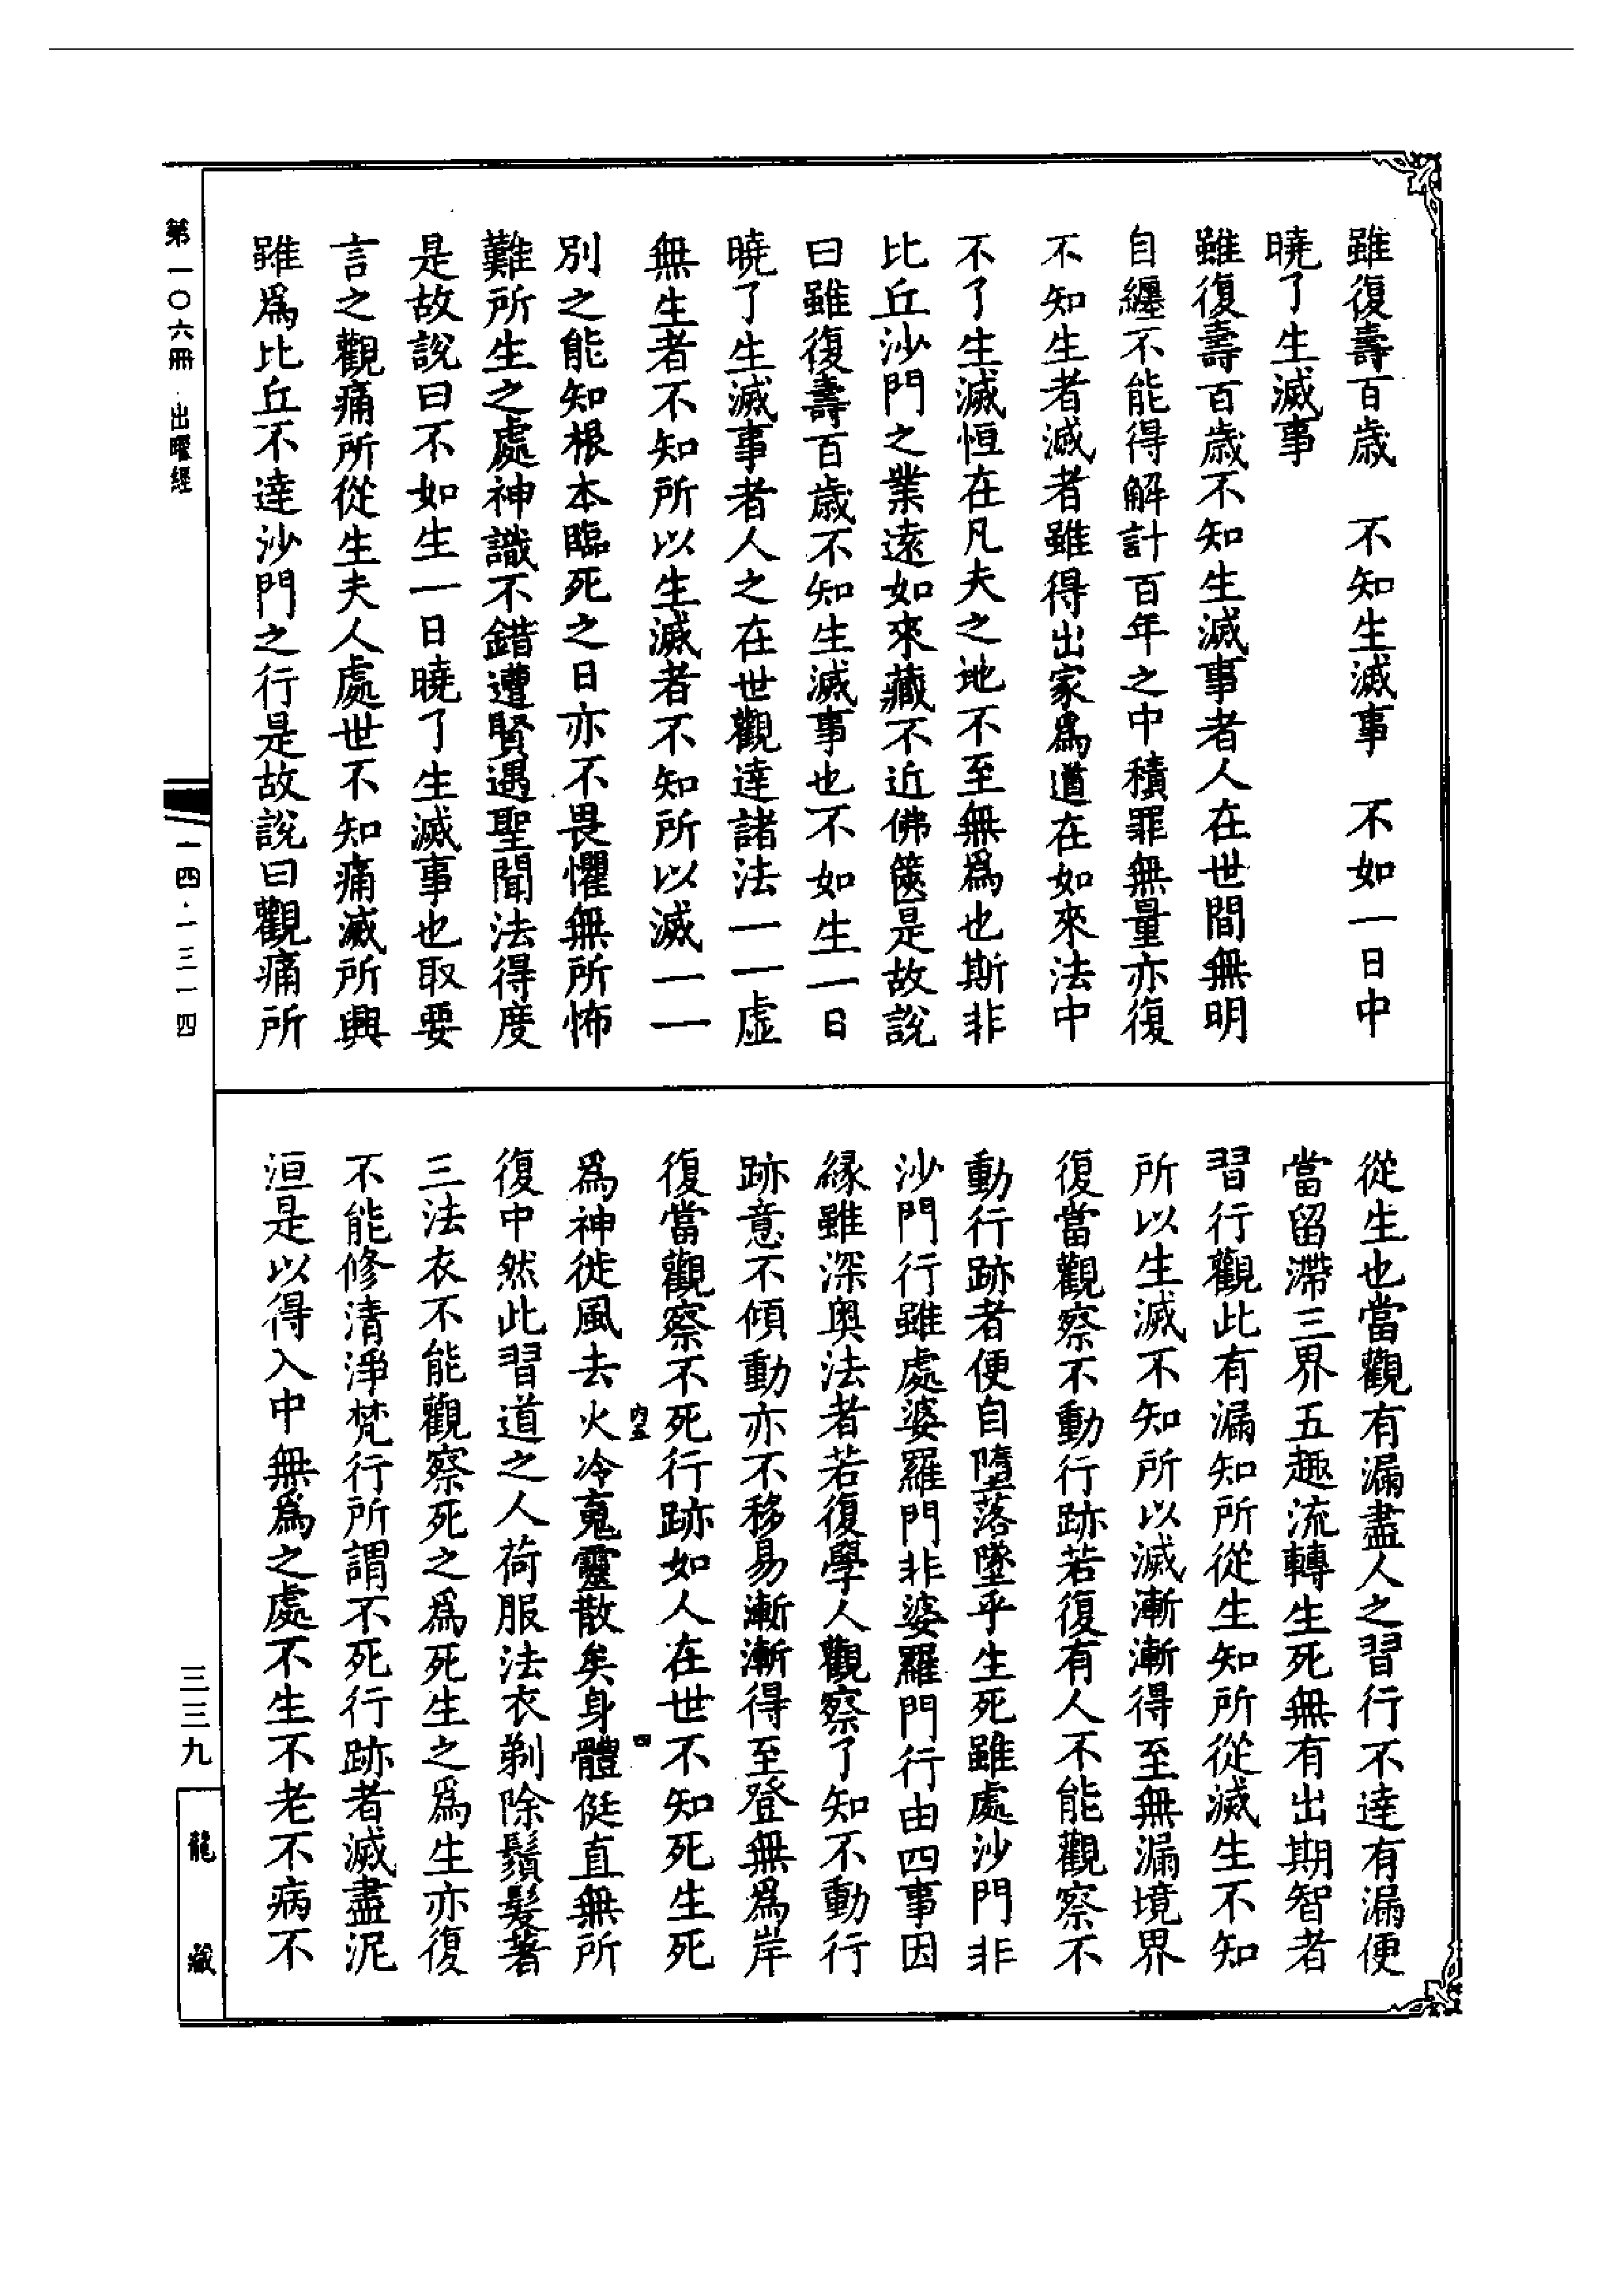 雖復壽百歳　不知生滅事　不如一日中
曉了生滅事
雖復壽百歳不知生滅事者人在世間無明
自纒不能得解計百年之中積罪無量亦復
不知生者滅者雖得出家爲道在如來法中
不了生滅恒在凡夫之地不至無爲也斯非
比丘沙門之業遠如來藏不近佛篋是故說
曰雖復壽百歳不知生滅事也不如生一日
曉了生滅事者人之在世觀達諸法一一虛
無生者不知所以生滅者不知所以滅一一
別之能知根本臨死之日亦不畏懼無所怖
難所生之處神識不錯遭賢遇聖聞法得度
是故說曰不如生一日曉了生滅事也取要
言之觀痛所從生夫人處世不知痛滅所興
雖爲比丘不達沙門之行是故說曰觀痛所
從生也當觀有漏盡人之習行不達有漏便
當留滯三界五趣流轉生死無有出期智者
習行觀此有漏知所從生知所從滅生不知
所以生滅不知所以滅漸漸得至無漏境界
復當觀察不動行跡若復有人不能觀察不
動行跡者便自墮落墜乎生死雖處沙門非
沙門行雖處婆羅門非婆羅門行由四事因
緣雖深奧法者若復學人觀察了知不動行
跡意不傾動亦不移易漸漸得至登無爲岸
復當觀察不死行跡如人在世不知死生死
内五
四
爲神徙風去火冷䰟靈散矣身體侹直無所
復中然此習道之人荷服法衣剃除鬚髮著
三法衣不能觀察死之爲死生之爲生亦復
不能修清淨梵行所謂不死行跡者滅盡泥
洹是以得入中無爲之處不生不老不病不
第一〇六冊　出曜經
一四·一三一四
三三九
龍藏